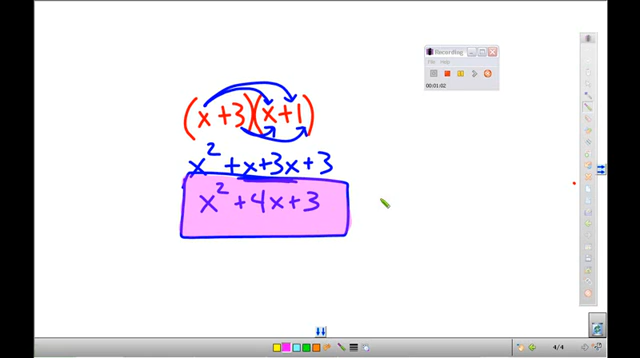 Recording
File Help
00:01:02
(x+3)(x+1)
x² + x+3x+3
x² +4x+3
4/4